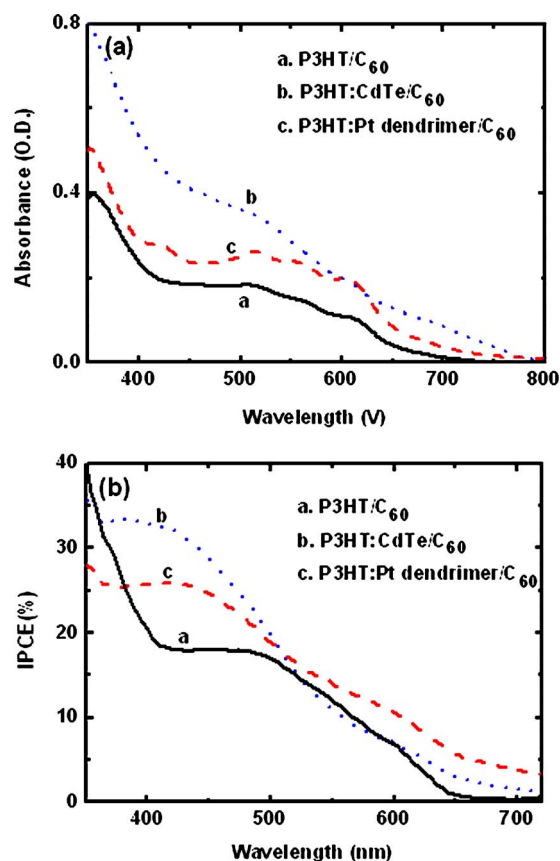 (a)
a. P3HT/C60
b. P3HT:CdTe/C60
c. P3HT:Pt dendrimer/C60
Absorbance (O.D.)
0.8
0.4
0.0
b
c
a
400 500 600 700 800
Wavelength (V)
(b)
a. P3HT/C60
b. P3HT:CdTe/C60
c. P3HT:Pt dendrimer/C60
IPCE (%)
40
30
20
10
0
b
c
a
400 500 600 700
Wavelength (nm)